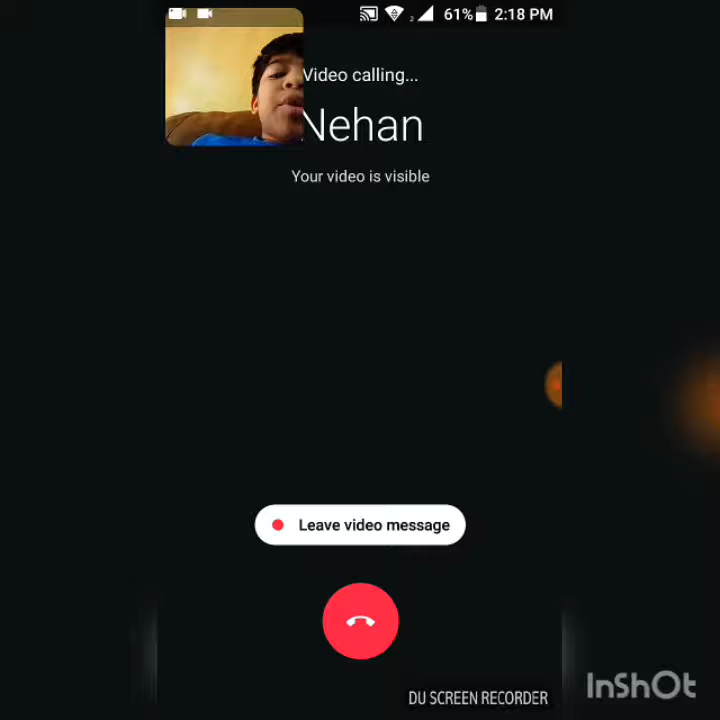 61% 2:18 PM
Video calling...
Nehan
Your video is visible
Leave video message
InShOt
DU SCREEN RECORDER